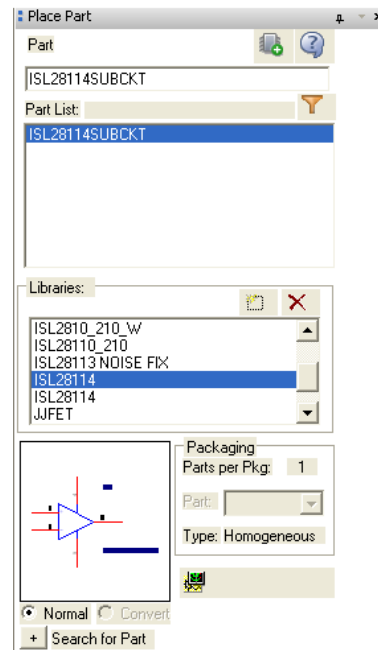 Place Part
Part
ISL28114SUBCKT
Part List:
ISL28114SUBCKT
Libraries:
ISL2810_210_W
ISL28110_210
ISL28113 NOISE FIX
ISL28114
ISL28114
JJFET
Packaging
Parts per Pkg: 1
Part:
Type: Homogeneous
Normal Convert
+ Search for Part